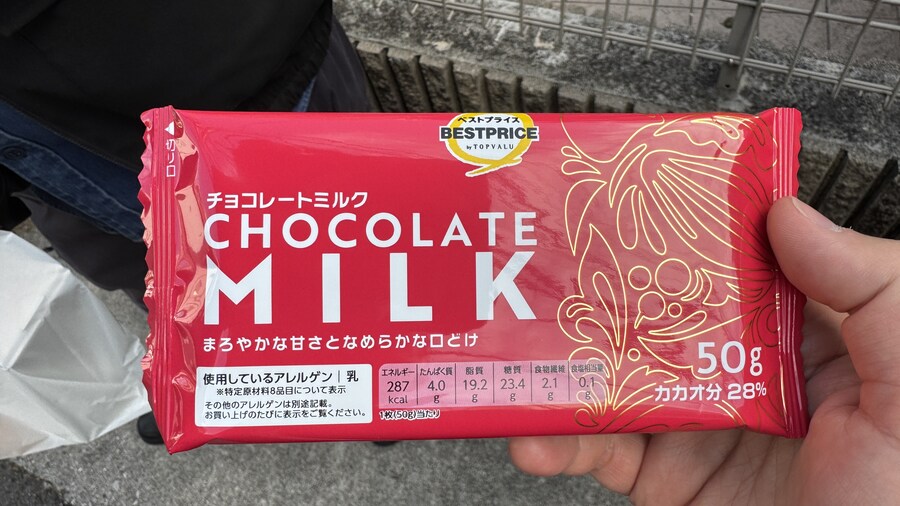 ベストプライス
BESTPRICE
by TOPVALU
切り口
チョコレートミルク
CHOCOLATE
MILK
まろやかな甘さとなめらかな口どけ
50g
カカオ分 28%
使用しているアレルゲン | 乳
※特定原材料8品目について表示
その他のアレルゲンは別途記載。
お買い上げのたびに表示をご覧ください。
エネルギー たんぱく質 脂質 糖質 食物繊維 食塩相当量
287 4.0 19.2 23.4 2.1 0.1
kcal g g g g g
1枚(50g)当たり